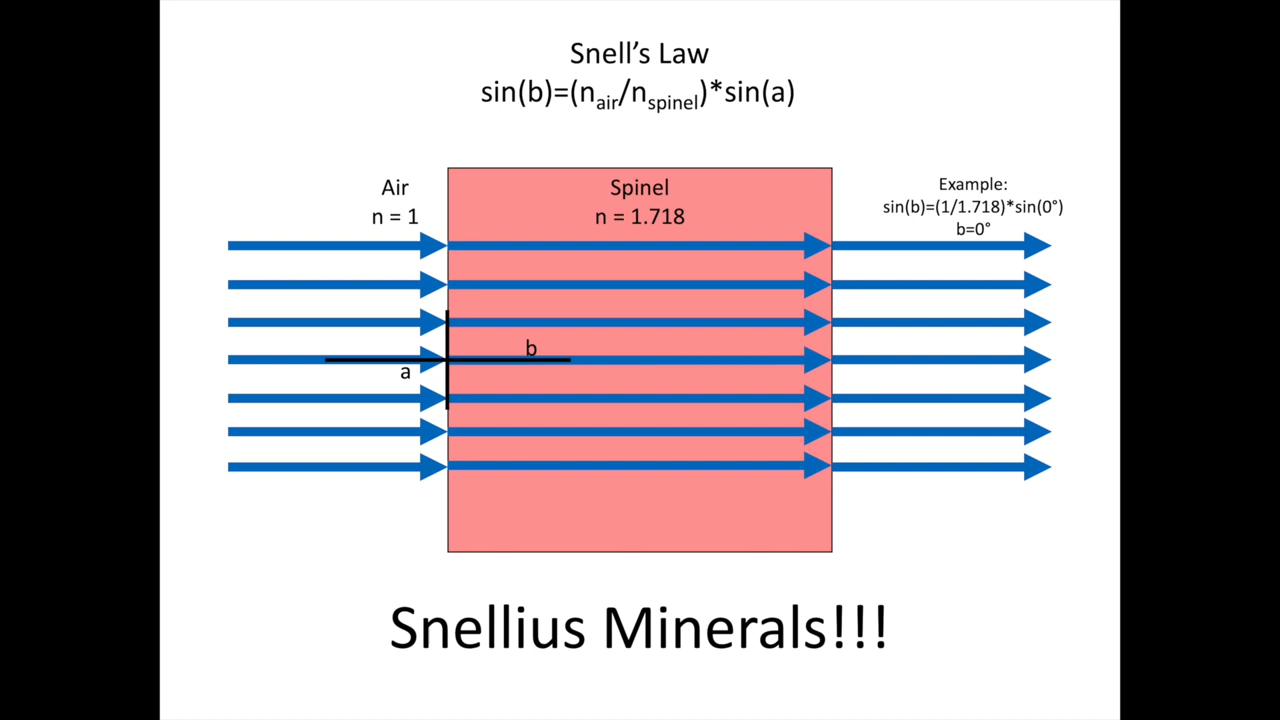 Snell’s Law
sin(b)=(nair/nspinel)*sin(a)
Air
n = 1
Spinel
n = 1.718
Example:
sin(b)=(1/1.718)*sin(0°)
b=0°
b
a
Snellius Minerals!!!